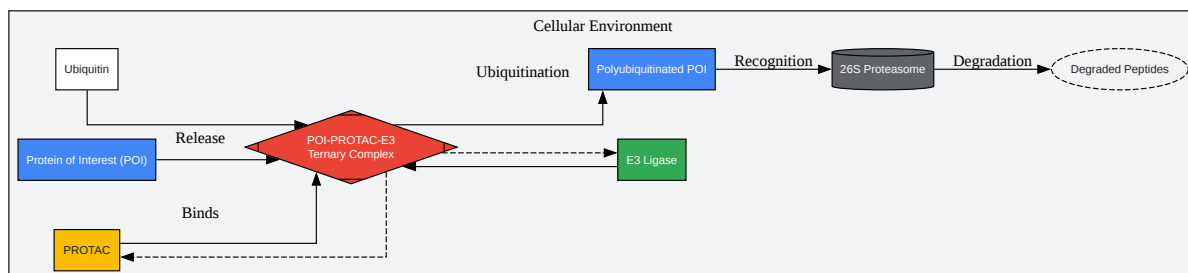 Cellular Environment
Ubiquitin
Ubiquitination
Polyubiquitinated POI
Recognition
26S Proteasome
Degradation
Degraded Peptides
Release
Protein of Interest (POI)
POI-PROTAC-E3
Ternary Complex
E3 Ligase
Binds
PROTAC